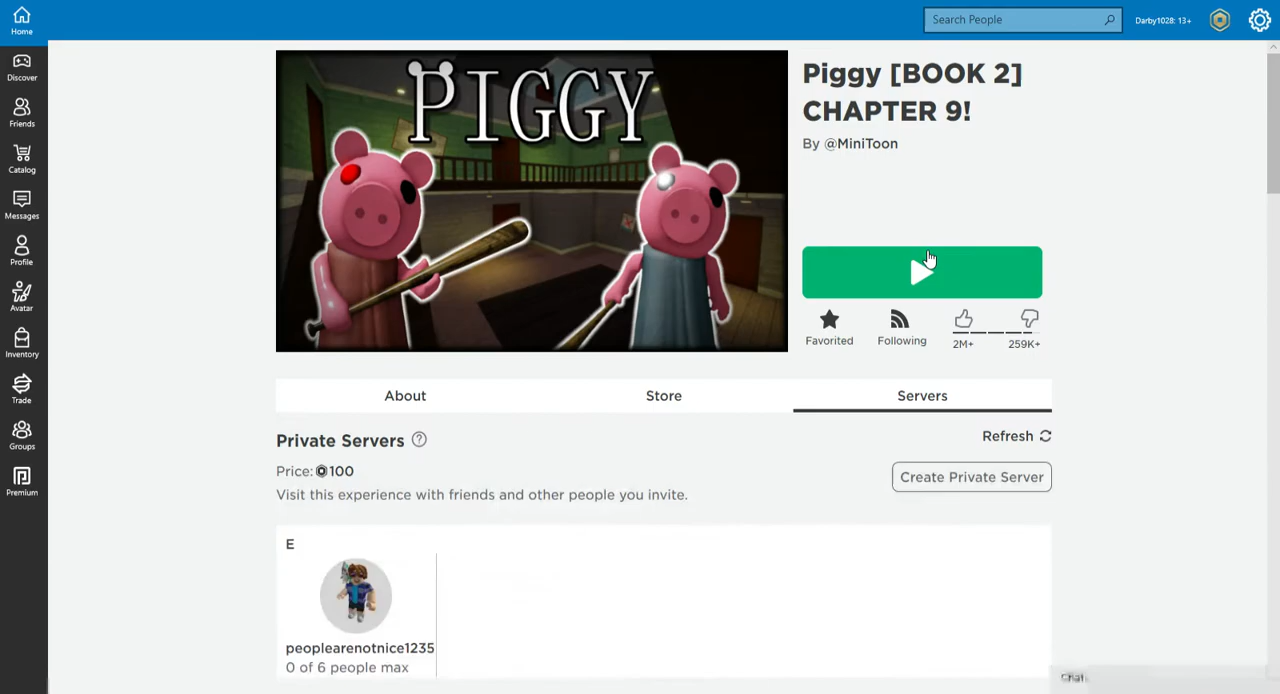 Home
Search People
Darby1028: 13+
Discover
Friends
Catalog
Messages
Profile
Avatar
Inventory
Trade
Groups
Premium
PIGGY
Piggy [BOOK 2]
CHAPTER 9!
By @MiniToon
Favorited
Following
2M+
259K+
About
Store
Servers
Private Servers
Refresh
Price: 100
Create Private Server
Visit this experience with friends and other people you invite.
E
peoplearenotnice1235
0 of 6 people max
Chat